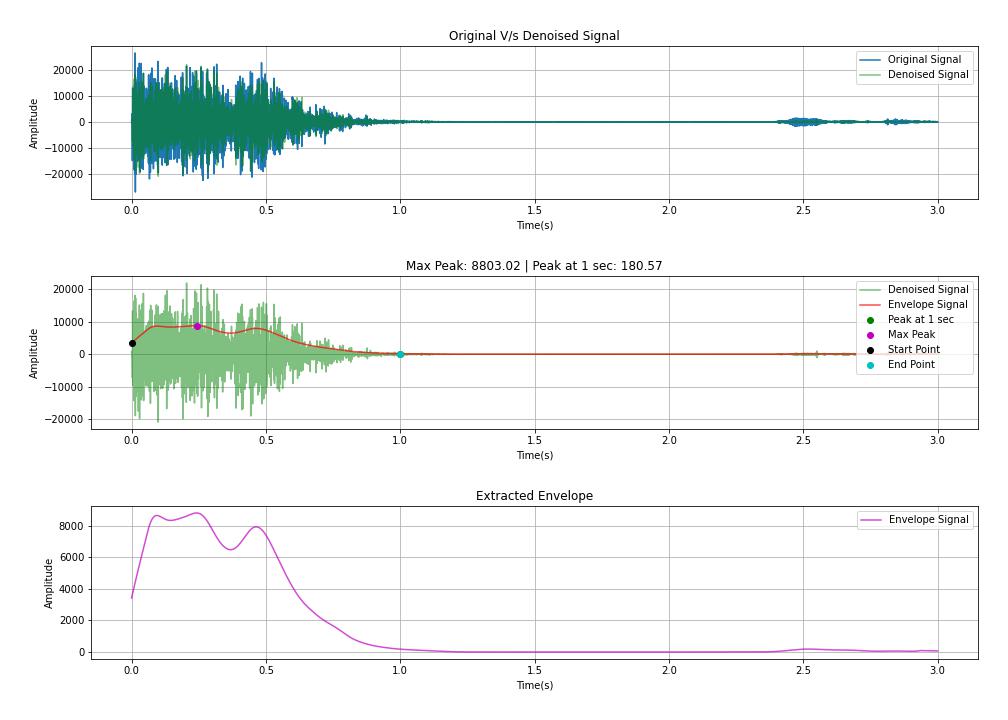 Original V/s Denoised Signal
Amplitude
20000
10000
0
−10000
−20000
Original Signal
Denoised Signal
0.0 0.5 1.0 1.5 2.0 2.5 3.0
Time(s)
Max Peak: 8803.02 | Peak at 1 sec: 180.57
Amplitude
20000
10000
0
−10000
−20000
Denoised Signal
Envelope Signal
Peak at 1 sec
Max Peak
Start Point
End Point
0.0 0.5 1.0 1.5 2.0 2.5 3.0
Time(s)
Extracted Envelope
Amplitude
8000
6000
4000
2000
0
Envelope Signal
0.0 0.5 1.0 1.5 2.0 2.5 3.0
Time(s)